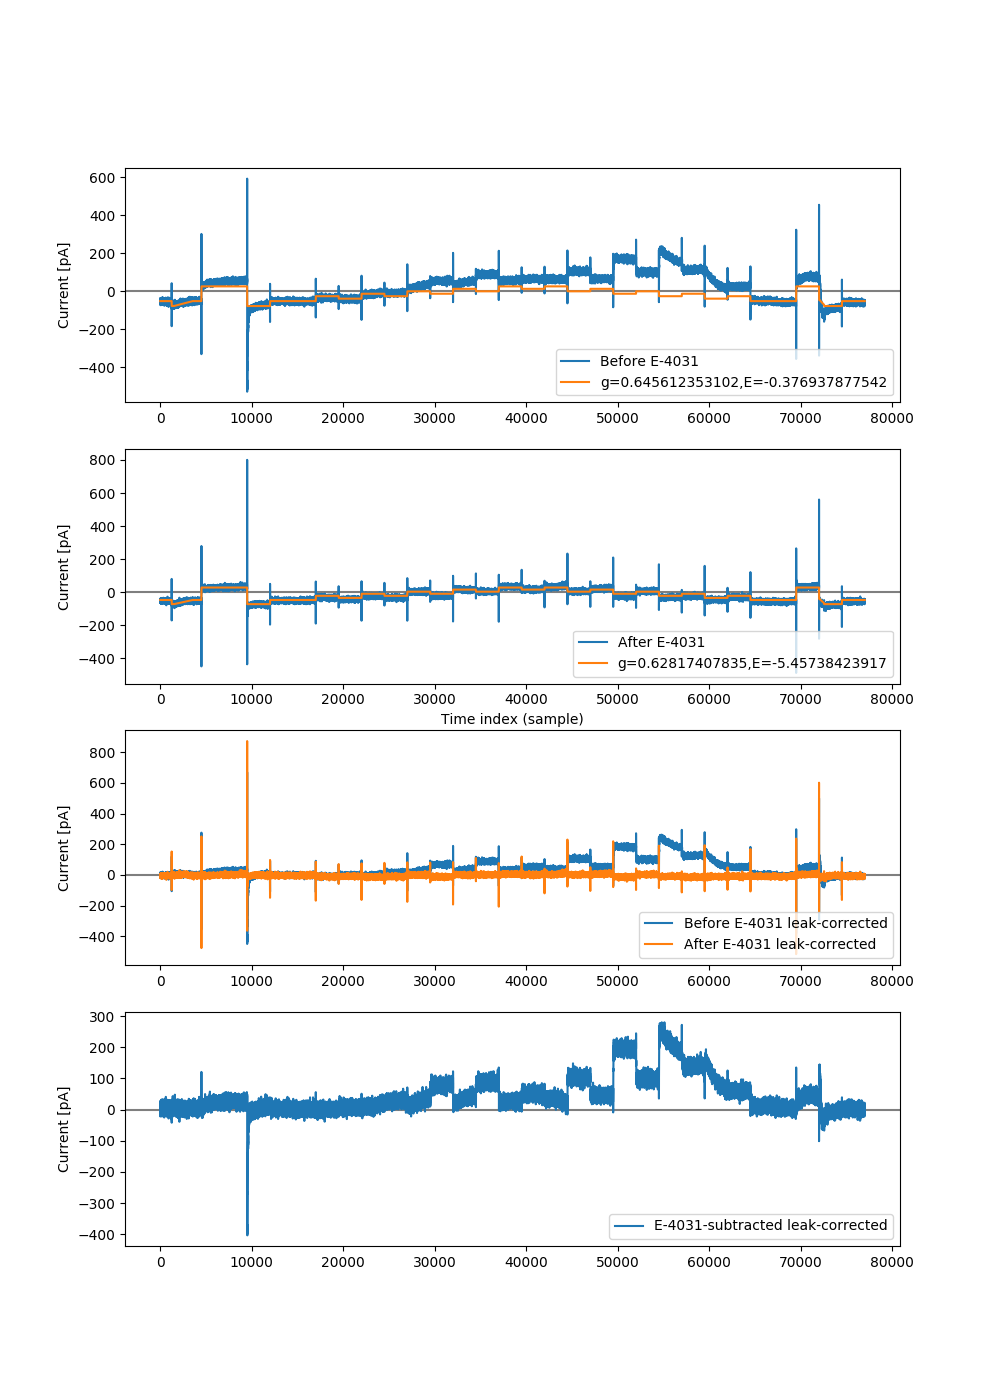 600
400
200
0
−200
−400
Current [pA]
Before E-4031
g=0.645612353102,E=-0.376937877542
0 10000 20000 30000 40000 50000 60000 70000 80000
800
600
400
200
0
−200
−400
Current [pA]
After E-4031
g=0.62817407835,E=-5.45738423917
0 10000 20000 30000 40000 50000 60000 70000 80000
Time index (sample)
800
600
400
200
0
−200
−400
Current [pA]
Before E-4031 leak-corrected
After E-4031 leak-corrected
0 10000 20000 30000 40000 50000 60000 70000 80000
300
200
100
0
−100
−200
−300
−400
Current [pA]
E-4031-subtracted leak-corrected
0 10000 20000 30000 40000 50000 60000 70000 80000